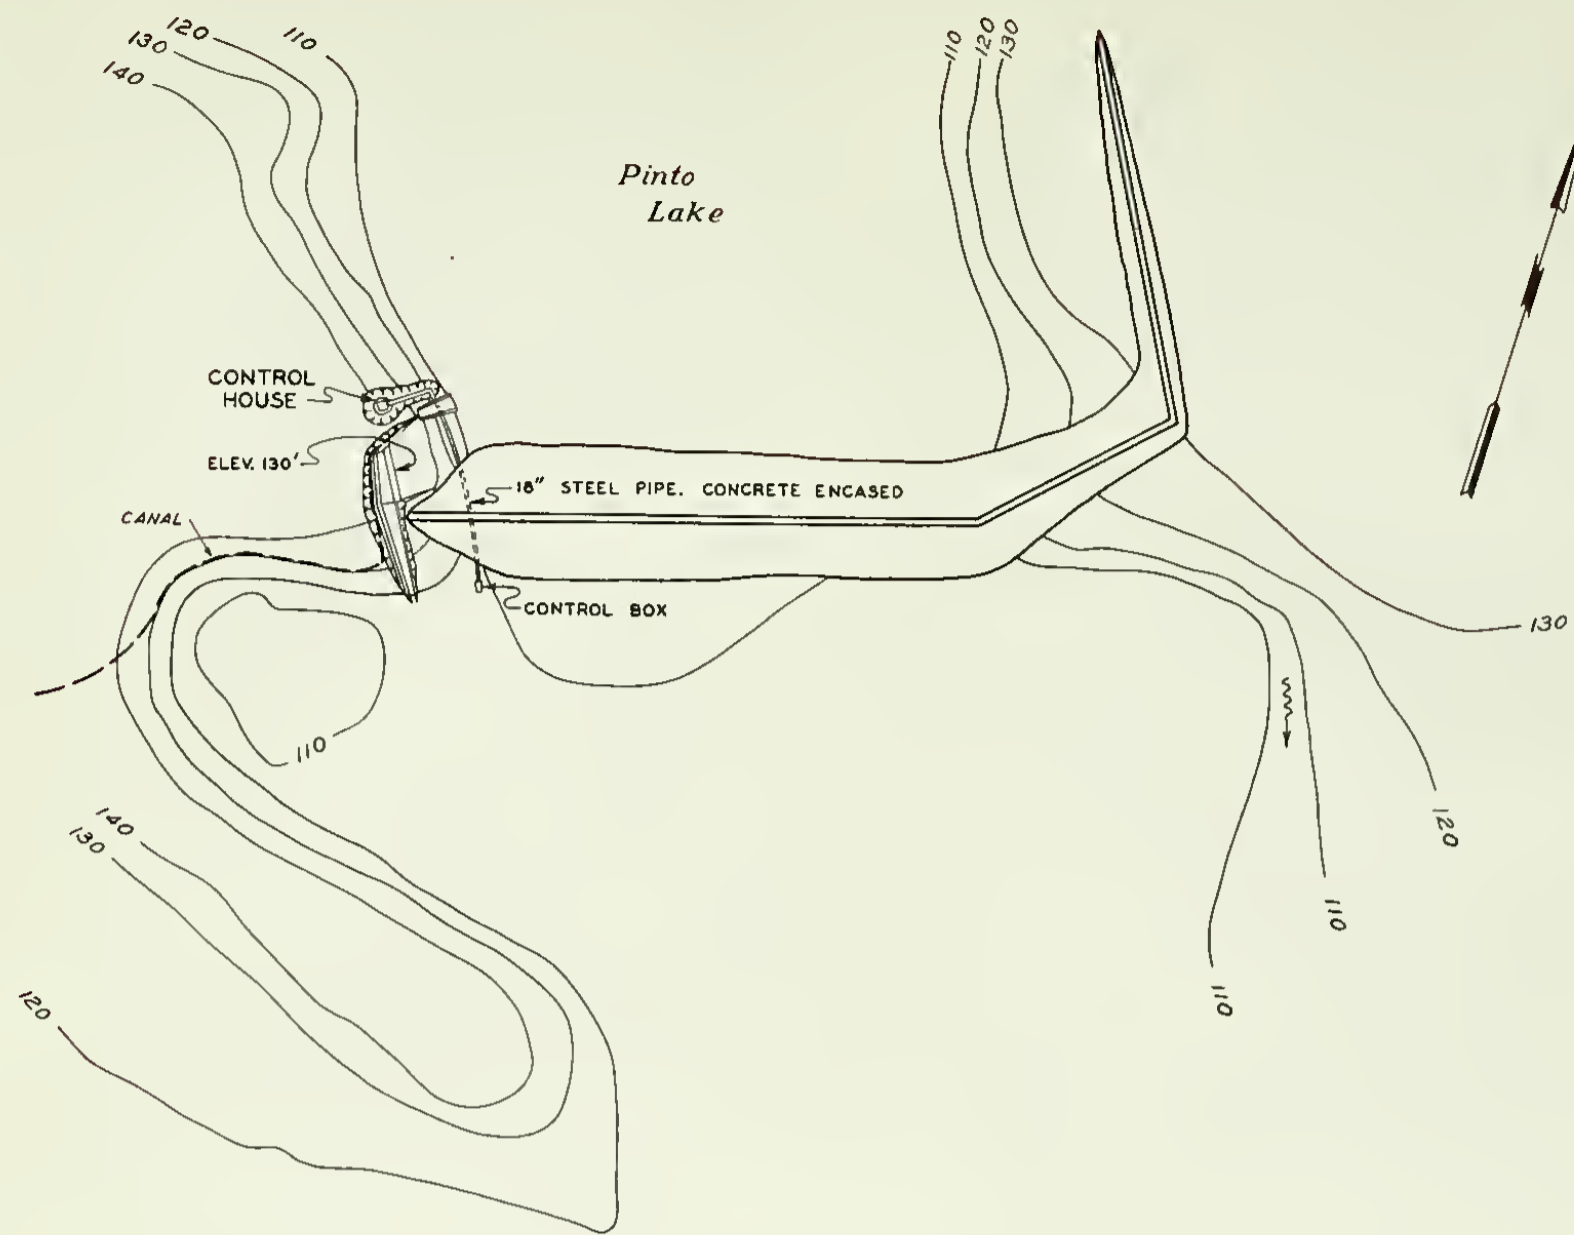 110
120
130
140
110
120
130
Pinto
Lake
CONTROL
HOUSE
ELEV. 130'
18" STEEL PIPE. CONCRETE ENCASED
CANAL
CONTROL BOX
130
110
140
130
120
110
120
110